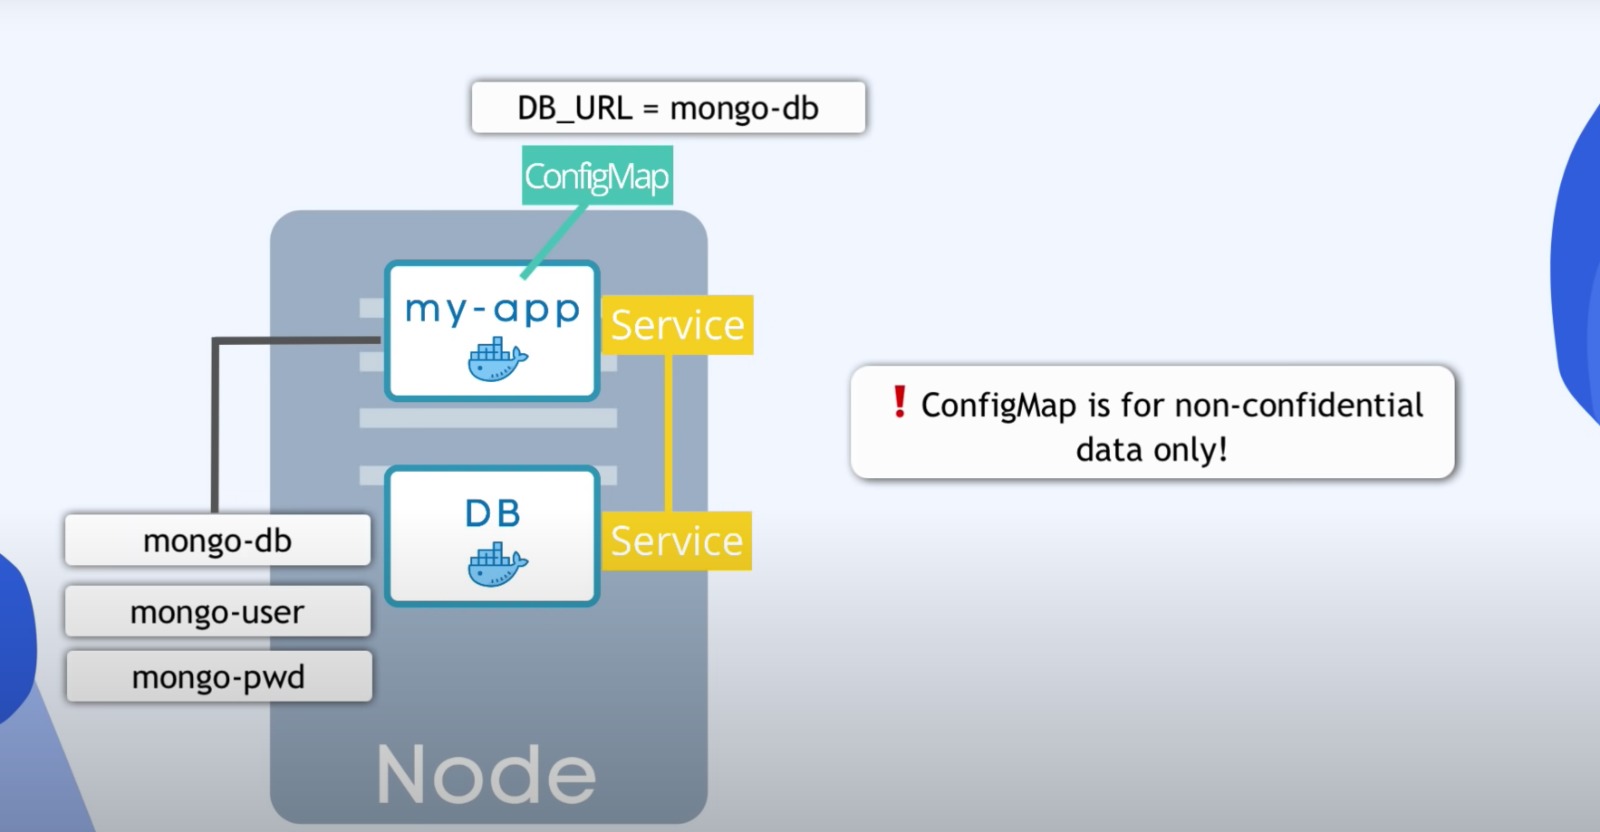 DB_URL = mongo-db
ConfigMap
my-app
Service
! ConfigMap is for non-confidential
data only!
DB
Service
mongo-db
mongo-user
mongo-pwd
Node